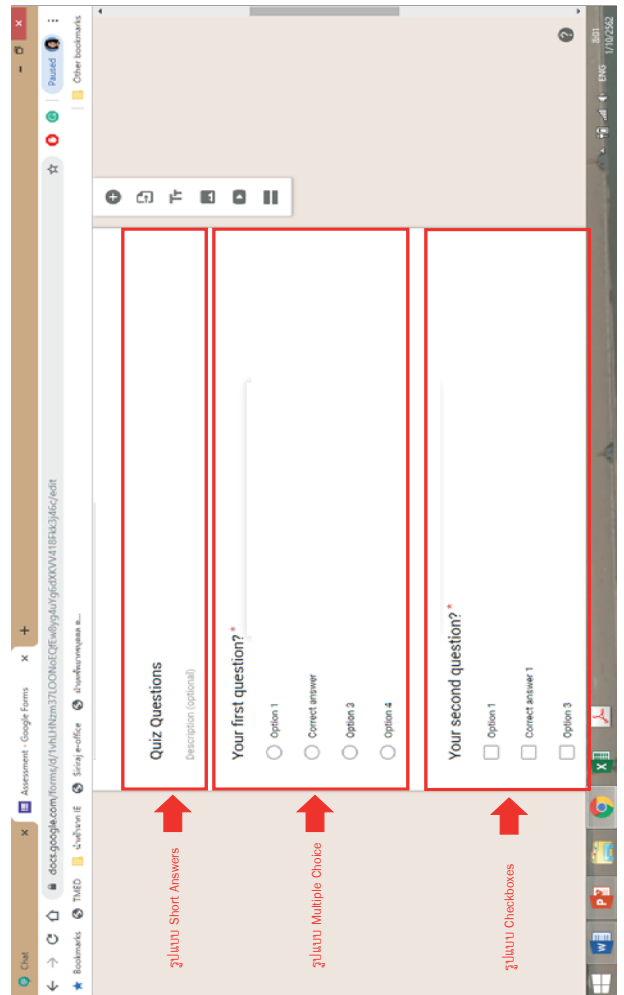 Chat
Assessment - Google Forms
docs.google.com/forms/d/1vhLHNzm37LOONoEQfEw8yg4uYg6dXKVV418Fkk3j46c/edit
Paused
Bookmarks
TMED
Siriraj e-office
Other bookmarks
Quiz Questions
Description (optional)
Your first question? *
Option 1
Correct answer
Option 3
Option 4
Your second question? *
Option 1
Correct answer 1
Option 3
รูปแบบ Short Answers
รูปแบบ Multiple Choice
รูปแบบ Checkboxes
ENG
8:01
1/10/2562